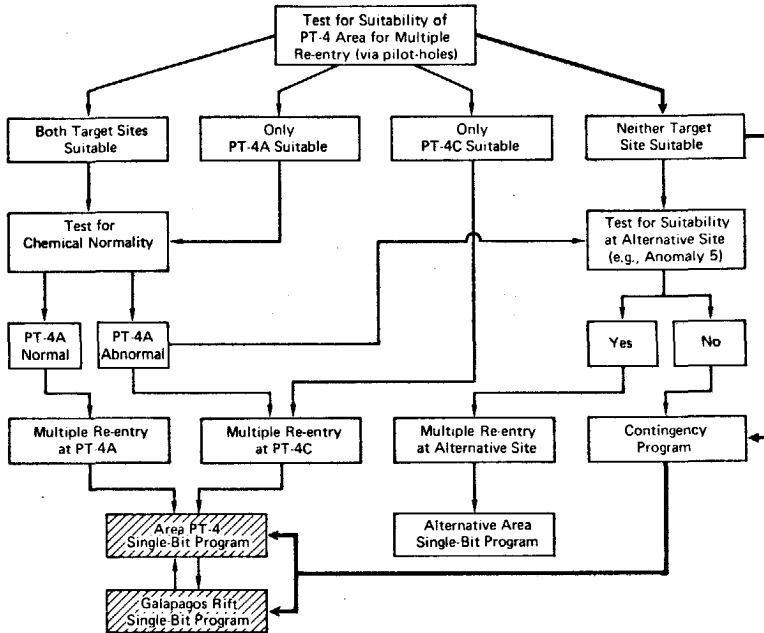 Test for Suitability of
PT-4 Area for Multiple
Re-entry (via pilot-holes)
Both Target Sites
Suitable
Only
PT-4A Suitable
Only
PT-4C Suitable
Neither Target
Site Suitable
Test for
Chemical Normality
Test for Suitability
at Alternative Site
(e.g., Anomaly 5)
PT-4A
Normal
PT-4A
Abnormal
Yes
No
Multiple Re-entry
at PT-4A
Multiple Re-entry
at PT-4C
Multiple Re-entry
at Alternative Site
Contingency
Program
Area PT-4
Single-Bit Program
Alternative Area
Single-Bit Program
Galapagos Rift
Single-Bit Program